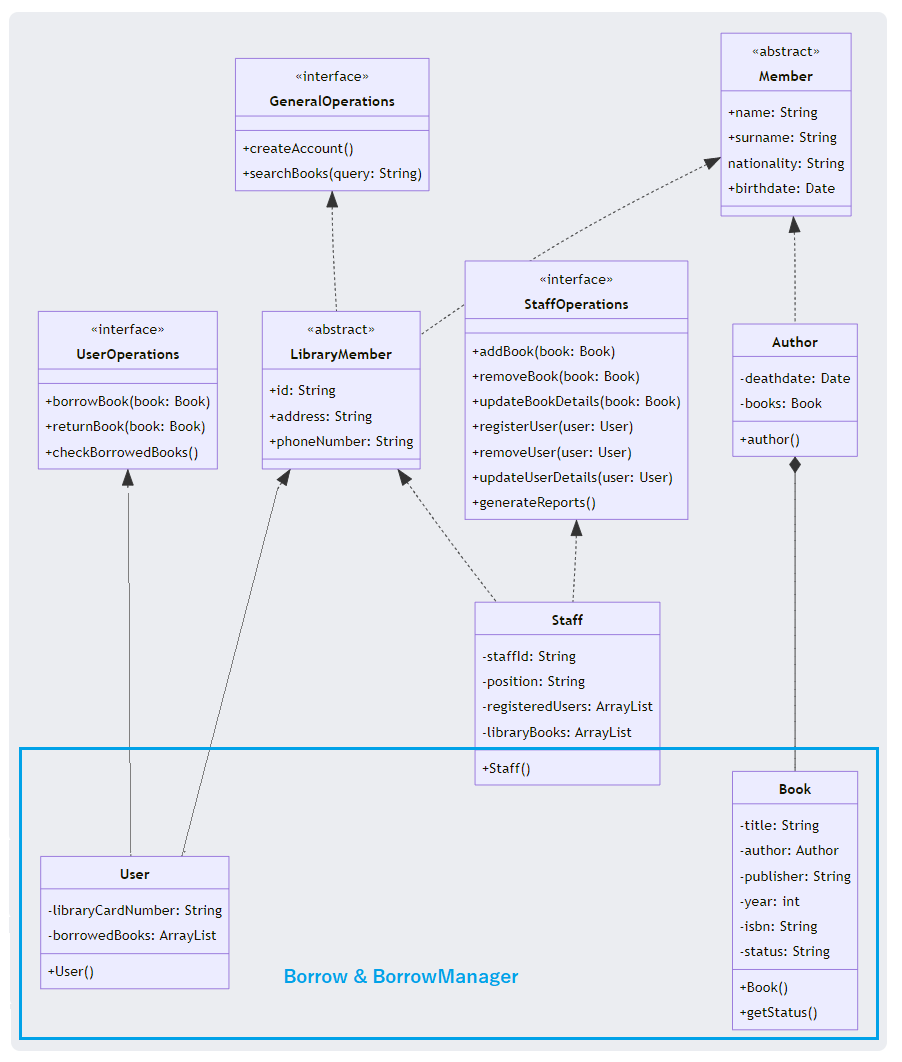 «interface»
GeneralOperations
+createAccount()
+searchBooks(query: String)
«abstract»
Member
+name: String
+surname: String
nationality: String
+birthdate: Date
«interface»
UserOperations
+borrowBook(book: Book)
+returnBook(book: Book)
+checkBorrowedBooks()
«abstract»
LibraryMember
+id: String
+address: String
+phoneNumber: String
«interface»
StaffOperations
+addBook(book: Book)
+removeBook(book: Book)
+updateBookDetails(book: Book)
+registerUser(user: User)
+removeUser(user: User)
+updateUserDetails(user: User)
+generateReports()
Author
-deathdate: Date
-books: Book
+author()
Staff
-staffId: String
-position: String
-registeredUsers: ArrayList
-libraryBooks: ArrayList
+Staff()
User
-libraryCardNumber: String
-borrowedBooks: ArrayList
+User()
Borrow & BorrowManager
Book
-title: String
-author: Author
-publisher: String
-year: int
-isbn: String
-status: String
+Book()
+getStatus()